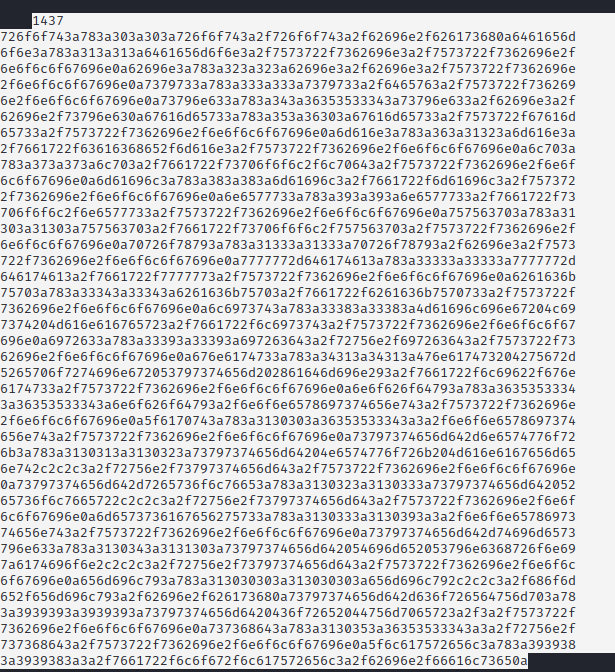 1437
726f6f743a783a303a303a726f6f743a2f726f6f743a2f62696e2f626173680a6461656d
6f6e3a783a313a313a6461656d6f6e3a2f7573722f7362696e3a2f7573722f7362696e2f
6e6f6c6f67696e0a62696e3a783a323a323a62696e3a2f62696e3a2f7573722f7362696e
2f6e6f6c6f67696e0a7379733a783a333a333a7379733a2f6465763a2f7573722f736269
6e2f6e6f6c6f67696e0a73796e633a783a343a36353533343a73796e633a2f62696e3a2f
62696e2f73796e630a67616d65733a783a353a36303a67616d65733a2f7573722f67616d
65733a2f7573722f7362696e2f6e6f6c6f67696e0a6d616e3a783a363a31323a6d616e3a
2f7661722f63616368652f6d616e3a2f7573722f7362696e2f6e6f6c6f67696e0a6c703a
783a373a373a6c703a2f7661722f73706f6f6c2f6c70643a2f7573722f7362696e2f6e6f
6c6f67696e0a6d61696c3a783a383a383a6d61696c3a2f7661722f6d61696c3a2f757372
2f7362696e2f6e6f6c6f67696e0a6e6577733a783a393a393a6e6577733a2f7661722f73
706f6f6c2f6e6577733a2f7573722f7362696e2f6e6f6c6f67696e0a757563703a783a31
303a31303a757563703a2f7661722f73706f6f6c2f757563703a2f7573722f7362696e2f
6e6f6c6f67696e0a70726f78793a783a31333a31333a70726f78793a2f62696e3a2f7573
722f7362696e2f6e6f6c6f67696e0a7777772d646174613a783a33333a33333a7777772d
646174613a2f7661722f7777773a2f7573722f7362696e2f6e6f6c6f67696e0a6261636b
75703a783a33343a33343a6261636b75703a2f7661722f6261636b7570733a2f7573722f
7362696e2f6e6f6c6f67696e0a6c6973743a783a33383a33383a4d61696c696e67204c69
7374204d616e616765723a2f7661722f6c6973743a2f7573722f7362696e2f6e6f6c6f67
696e0a6972633a783a33393a33393a697263643a2f72756e2f697263643a2f7573722f73
62696e2f6e6f6c6f67696e0a676e6174733a783a34313a34313a476e617473204275672d
5265706f7274696e672053797374656d202861646d696e293a2f7661722f6c69622f676e
6174733a2f7573722f7362696e2f6e6f6c6f67696e0a6e6f626f64793a783a3635353334
3a36353533343a6e6f626f64793a2f6e6f6e6578697374656e743a2f7573722f7362696e
2f6e6f6c6f67696e0a5f6170743a783a3130303a36353533343a3a2f6e6f6e6578697374
656e743a2f7573722f7362696e2f6e6f6c6f67696e0a73797374656d642d6e6574776f72
6b3a783a3130313a3130323a73797374656d64204e6574776f726b204d616e6167656d65
6e742c2c2c3a2f72756e2f73797374656d643a2f7573722f7362696e2f6e6f6c6f67696e
0a73797374656d642d7265736f6c76653a783a3130323a3130333a73797374656d642052
65736f6c7665722c2c2c3a2f72756e2f73797374656d643a2f7573722f7362696e2f6e6f
6c6f67696e0a6d6573736167656275733a783a3130333a3130393a3a2f6e6f6e65786973
74656e743a2f7573722f7362696e2f6e6f6c6f67696e0a73797374656d642d74696d6573
796e633a783a3130343a3131303a73797374656d642054696d652053796e6368726f6e69
7a6174696f6e2c2c2c3a2f72756e2f73797374656d643a2f7573722f7362696e2f6e6f6c
6f67696e0a656d696c793a783a313030303a313030303a656d696c792c2c2c3a2f686f6d
652f656d696c793a2f62696e2f626173680a73797374656d642d636f726564756d703a78
3a3939393a3939393a73797374656d6420436f72652044756d7065723a2f3a2f7573722f
7362696e2f6e6f6c6f67696e0a737368643a783a3130353a36353533343a3a2f72756e2f
737368643a2f7573722f7362696e2f6e6f6c6f67696e0a5f6c617572656c3a783a393938
3a3939383a3a2f7661722f6c6f672f6c617572656c3a2f62696e2f66616c73650a